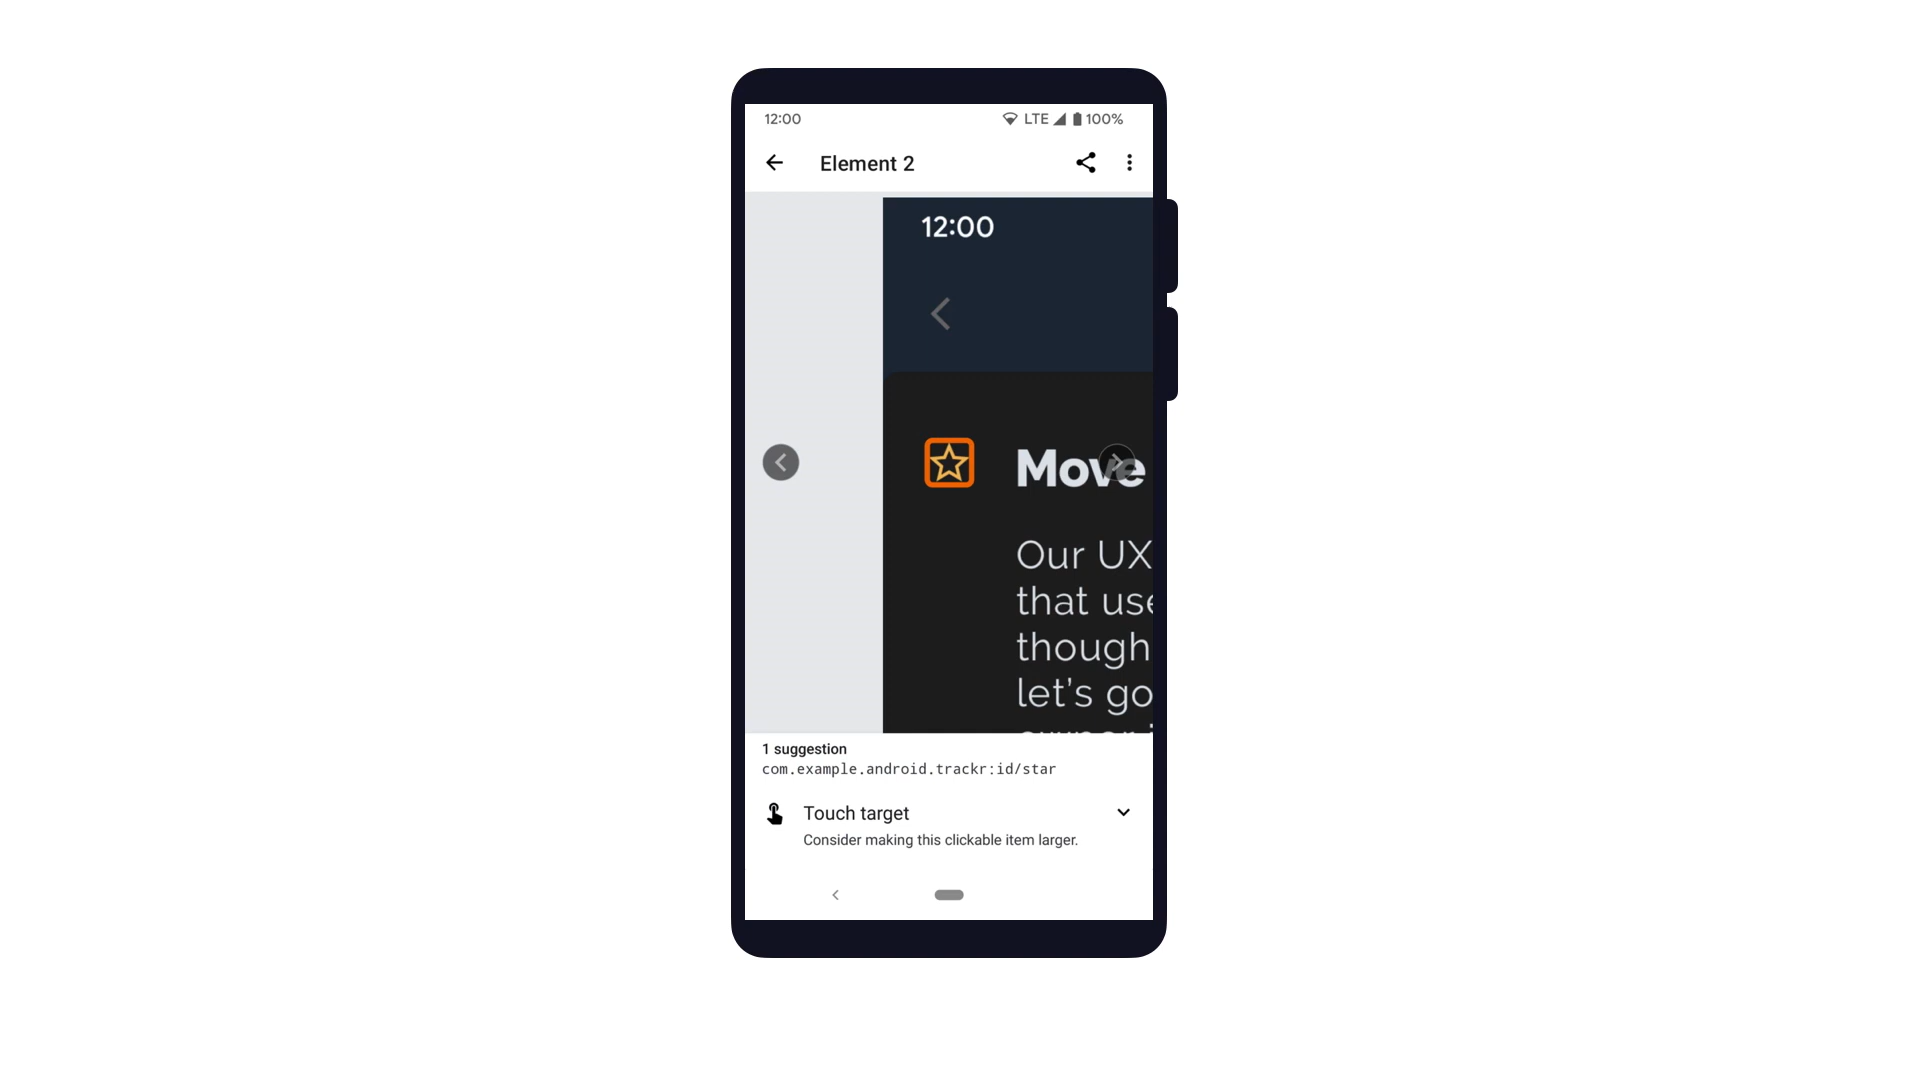 12:00 LTE 100%
Element 2
12:00
Move
Our UX
that use
though
let's go
1 suggestion
com.example.android.trackr:id/star
Touch target
Consider making this clickable item larger.